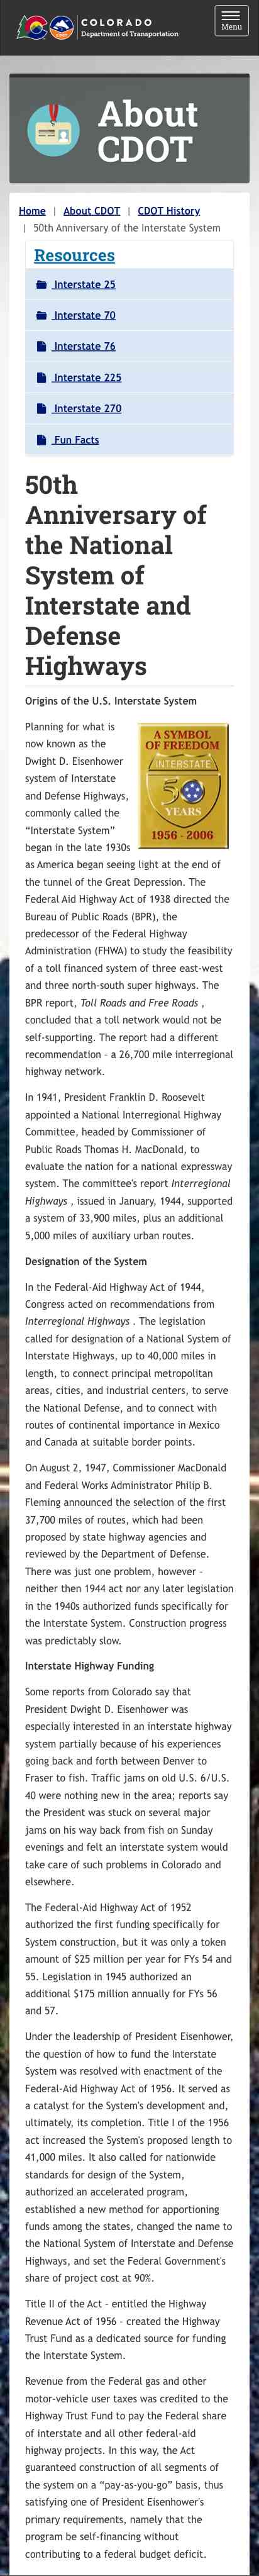 COLORADO
Department of Transportation
Menu
About
CDOT
Home | About CDOT | CDOT History
| 50th Anniversary of the Interstate System
Resources
Interstate 25
Interstate 70
Interstate 76
Interstate 225
Interstate 270
Fun Facts
50th
Anniversary of
the National
System of
Interstate and
Defense
Highways
Origins of the U.S. Interstate System
Planning for what is
now known as the
Dwight D. Eisenhower
system of Interstate
and Defense Highways,
commonly called the
“Interstate System”
began in the late 1930s
A SYMBOL
OF FREEDOM
INTERSTATE
50
YEARS
1956 - 2006
as America began seeing light at the end of
the tunnel of the Great Depression. The
Federal Aid Highway Act of 1938 directed the
Bureau of Public Roads (BPR), the
predecessor of the Federal Highway
Administration (FHWA) to study the feasibility
of a toll financed system of three east-west
and three north-south super highways. The
BPR report, Toll Roads and Free Roads ,
concluded that a toll network would not be
self-supporting. The report had a different
recommendation – a 26,700 mile interregional
highway network.
In 1941, President Franklin D. Roosevelt
appointed a National Interregional Highway
Committee, headed by Commissioner of
Public Roads Thomas H. MacDonald, to
evaluate the nation for a national expressway
system. The committee's report Interregional
Highways , issued in January, 1944, supported
a system of 33,900 miles, plus an additional
5,000 miles of auxiliary urban routes.
Designation of the System
In the Federal-Aid Highway Act of 1944,
Congress acted on recommendations from
Interregional Highways . The legislation
called for designation of a National System of
Interstate Highways, up to 40,000 miles in
length, to connect principal metropolitan
areas, cities, and industrial centers, to serve
the National Defense, and to connect with
routes of continental importance in Mexico
and Canada at suitable border points.
On August 2, 1947, Commissioner MacDonald
and Federal Works Administrator Philip B.
Fleming announced the selection of the first
37,700 miles of routes, which had been
proposed by state highway agencies and
reviewed by the Department of Defense.
There was just one problem, however –
neither then 1944 act nor any later legislation
in the 1940s authorized funds specifically for
the Interstate System. Construction progress
was predictably slow.
Interstate Highway Funding
Some reports from Colorado say that
President Dwight D. Eisenhower was
especially interested in an interstate highway
system partially because of his experiences
going back and forth between Denver to
Fraser to fish. Traffic jams on old U.S. 6/U.S.
40 were nothing new in the area; reports say
the President was stuck on several major
jams on his way back from fish on Sunday
evenings and felt an interstate system would
take care of such problems in Colorado and
elsewhere.
The Federal-Aid Highway Act of 1952
authorized the first funding specifically for
System construction, but it was only a token
amount of $25 million per year for FYs 54 and
55. Legislation in 1945 authorized an
additional $175 million annually for FYs 56
and 57.
Under the leadership of President Eisenhower,
the question of how to fund the Interstate
System was resolved with enactment of the
Federal-Aid Highway Act of 1956. It served as
a catalyst for the System's development and,
ultimately, its completion. Title I of the 1956
act increased the System's proposed length to
41,000 miles. It also called for nationwide
standards for design of the System,
authorized an accelerated program,
established a new method for apportioning
funds among the states, changed the name to
the National System of Interstate and Defense
Highways, and set the Federal Government's
share of project cost at 90%.
Title II of the Act – entitled the Highway
Revenue Act of 1956 – created the Highway
Trust Fund as a dedicated source for funding
the Interstate System.
Revenue from the Federal gas and other
motor-vehicle user taxes was credited to the
Highway Trust Fund to pay the Federal share
of interstate and all other federal-aid
highway projects. In this way, the Act
guaranteed construction of all segments of
the system on a “pay-as-you-go” basis, thus
satisfying one of President Eisenhower's
primary requirements, namely that the
program be self-financing without
contributing to a federal budget deficit.